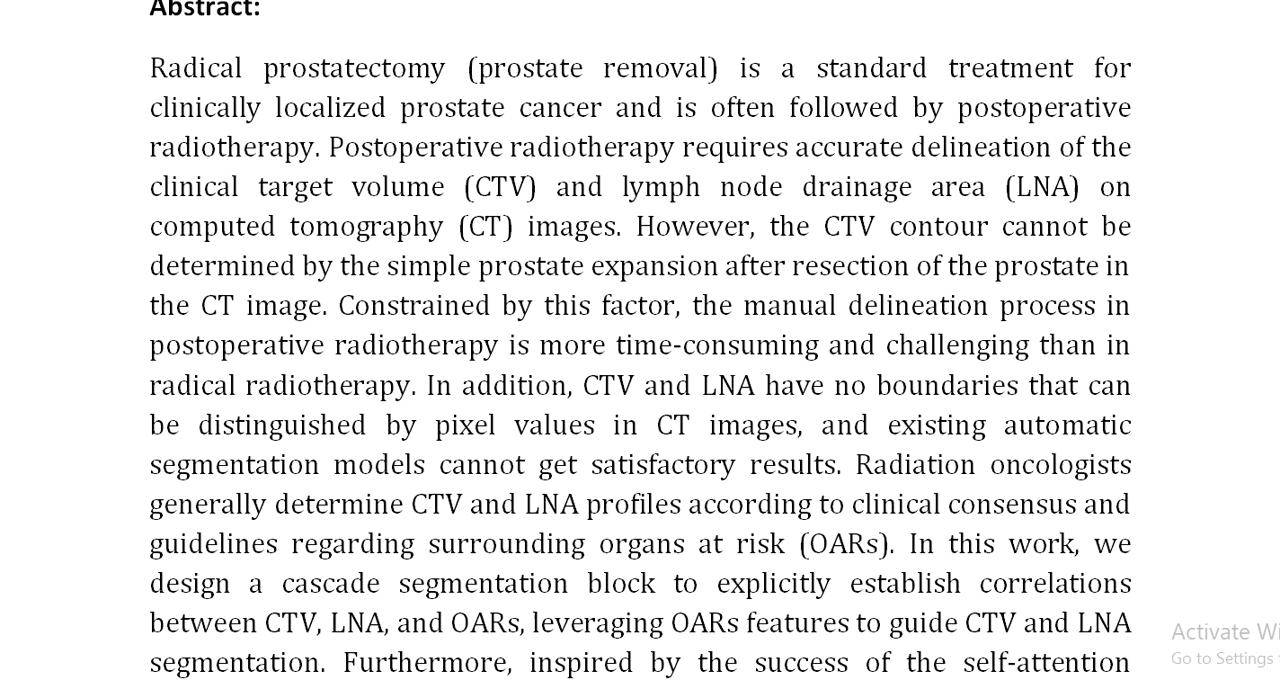 Abstract:
Radical prostatectomy (prostate removal) is a standard treatment for
clinically localized prostate cancer and is often followed by postoperative
radiotherapy. Postoperative radiotherapy requires accurate delineation of the
clinical target volume (CTV) and lymph node drainage area (LNA) on
computed tomography (CT) images. However, the CTV contour cannot be
determined by the simple prostate expansion after resection of the prostate in
the CT image. Constrained by this factor, the manual delineation process in
postoperative radiotherapy is more time-consuming and challenging than in
radical radiotherapy. In addition, CTV and LNA have no boundaries that can
be distinguished by pixel values in CT images, and existing automatic
segmentation models cannot get satisfactory results. Radiation oncologists
generally determine CTV and LNA profiles according to clinical consensus and
guidelines regarding surrounding organs at risk (OARs). In this work, we
design a cascade segmentation block to explicitly establish correlations
between CTV, LNA, and OARs, leveraging OARs features to guide CTV and LNA
segmentation. Furthermore, inspired by the success of the self-attention
Activate Wi
Go to Settings